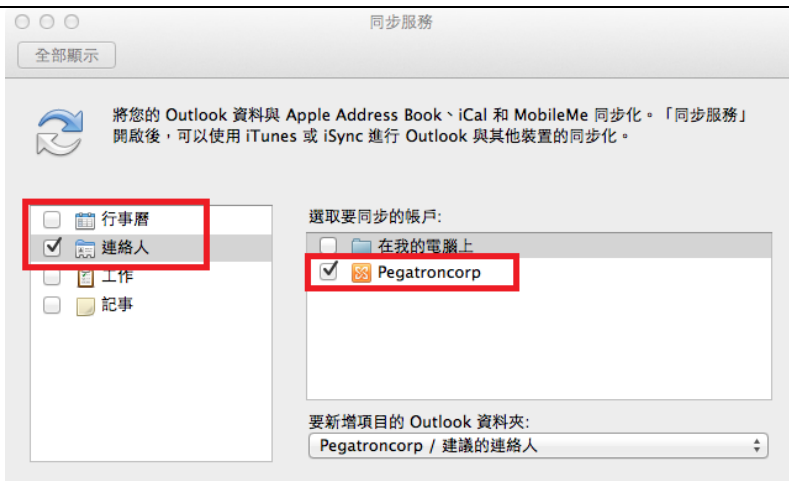 同步服務
全部顯示
將您的 Outlook 資料與 Apple Address Book、iCal 和 MobileMe 同步化。「同步服務」
開啟後，可以使用 iTunes 或 iSync 進行 Outlook 與其他裝置的同步化。
行事曆
連絡人
工作
記事
選取要同步的帳戶:
在我的電腦上
Pegatroncorp
要新增項目的 Outlook 資料夾:
Pegatroncorp / 建議的連絡人